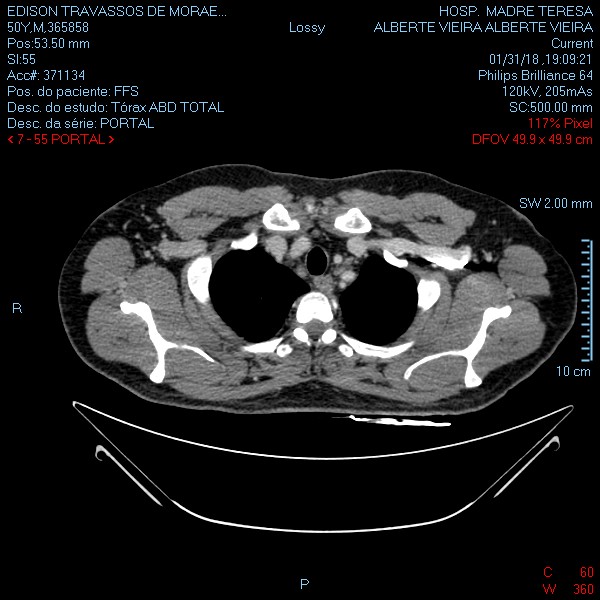 EDISON TRAVASSOS DE MORAE...
50Y,M,365858
Pos:53.50 mm
SI:55
Acc#: 371134
Pos. do paciente: FFS
Desc. do estudo: Tórax ABD TOTAL
Desc. da série: PORTAL
< 7 - 55 PORTAL >
Lossy
HOSP. MADRE TERESA
ALBERTE VIEIRA ALBERTE VIEIRA
Current
01/31/18 ,19:09:21
Philips Brilliance 64
120kV, 205mAs
SC:500.00 mm
117% Pixel
DFOV 49.9 x 49.9 cm
SW 2.00 mm
R
10 cm
P
C 60
W 360